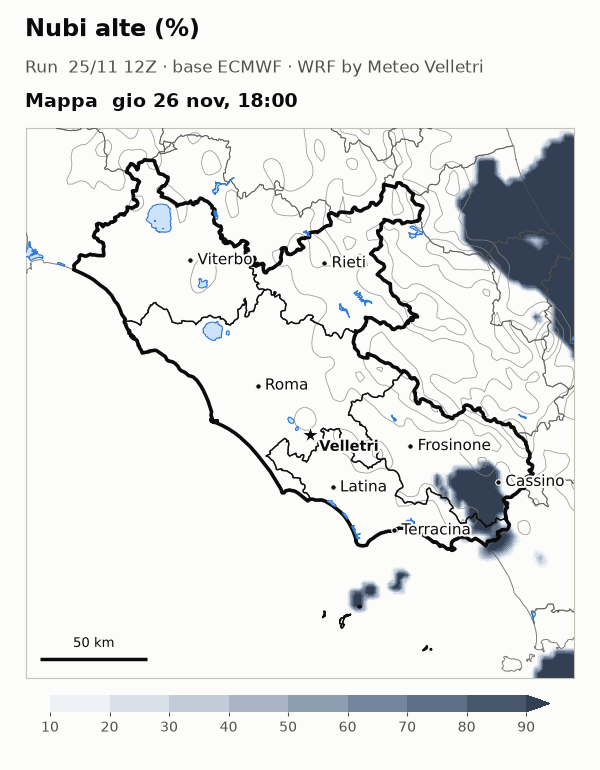 Nubi alte (%)
Run 25/11 12Z · base ECMWF · WRF by Meteo Velletri
Mappa gio 26 nov, 18:00
Viterbo
Rieti
Roma
Velletri
Frosinone
Cassino
Latina
Terracina
50 km
10 20 30 40 50 60 70 80 90